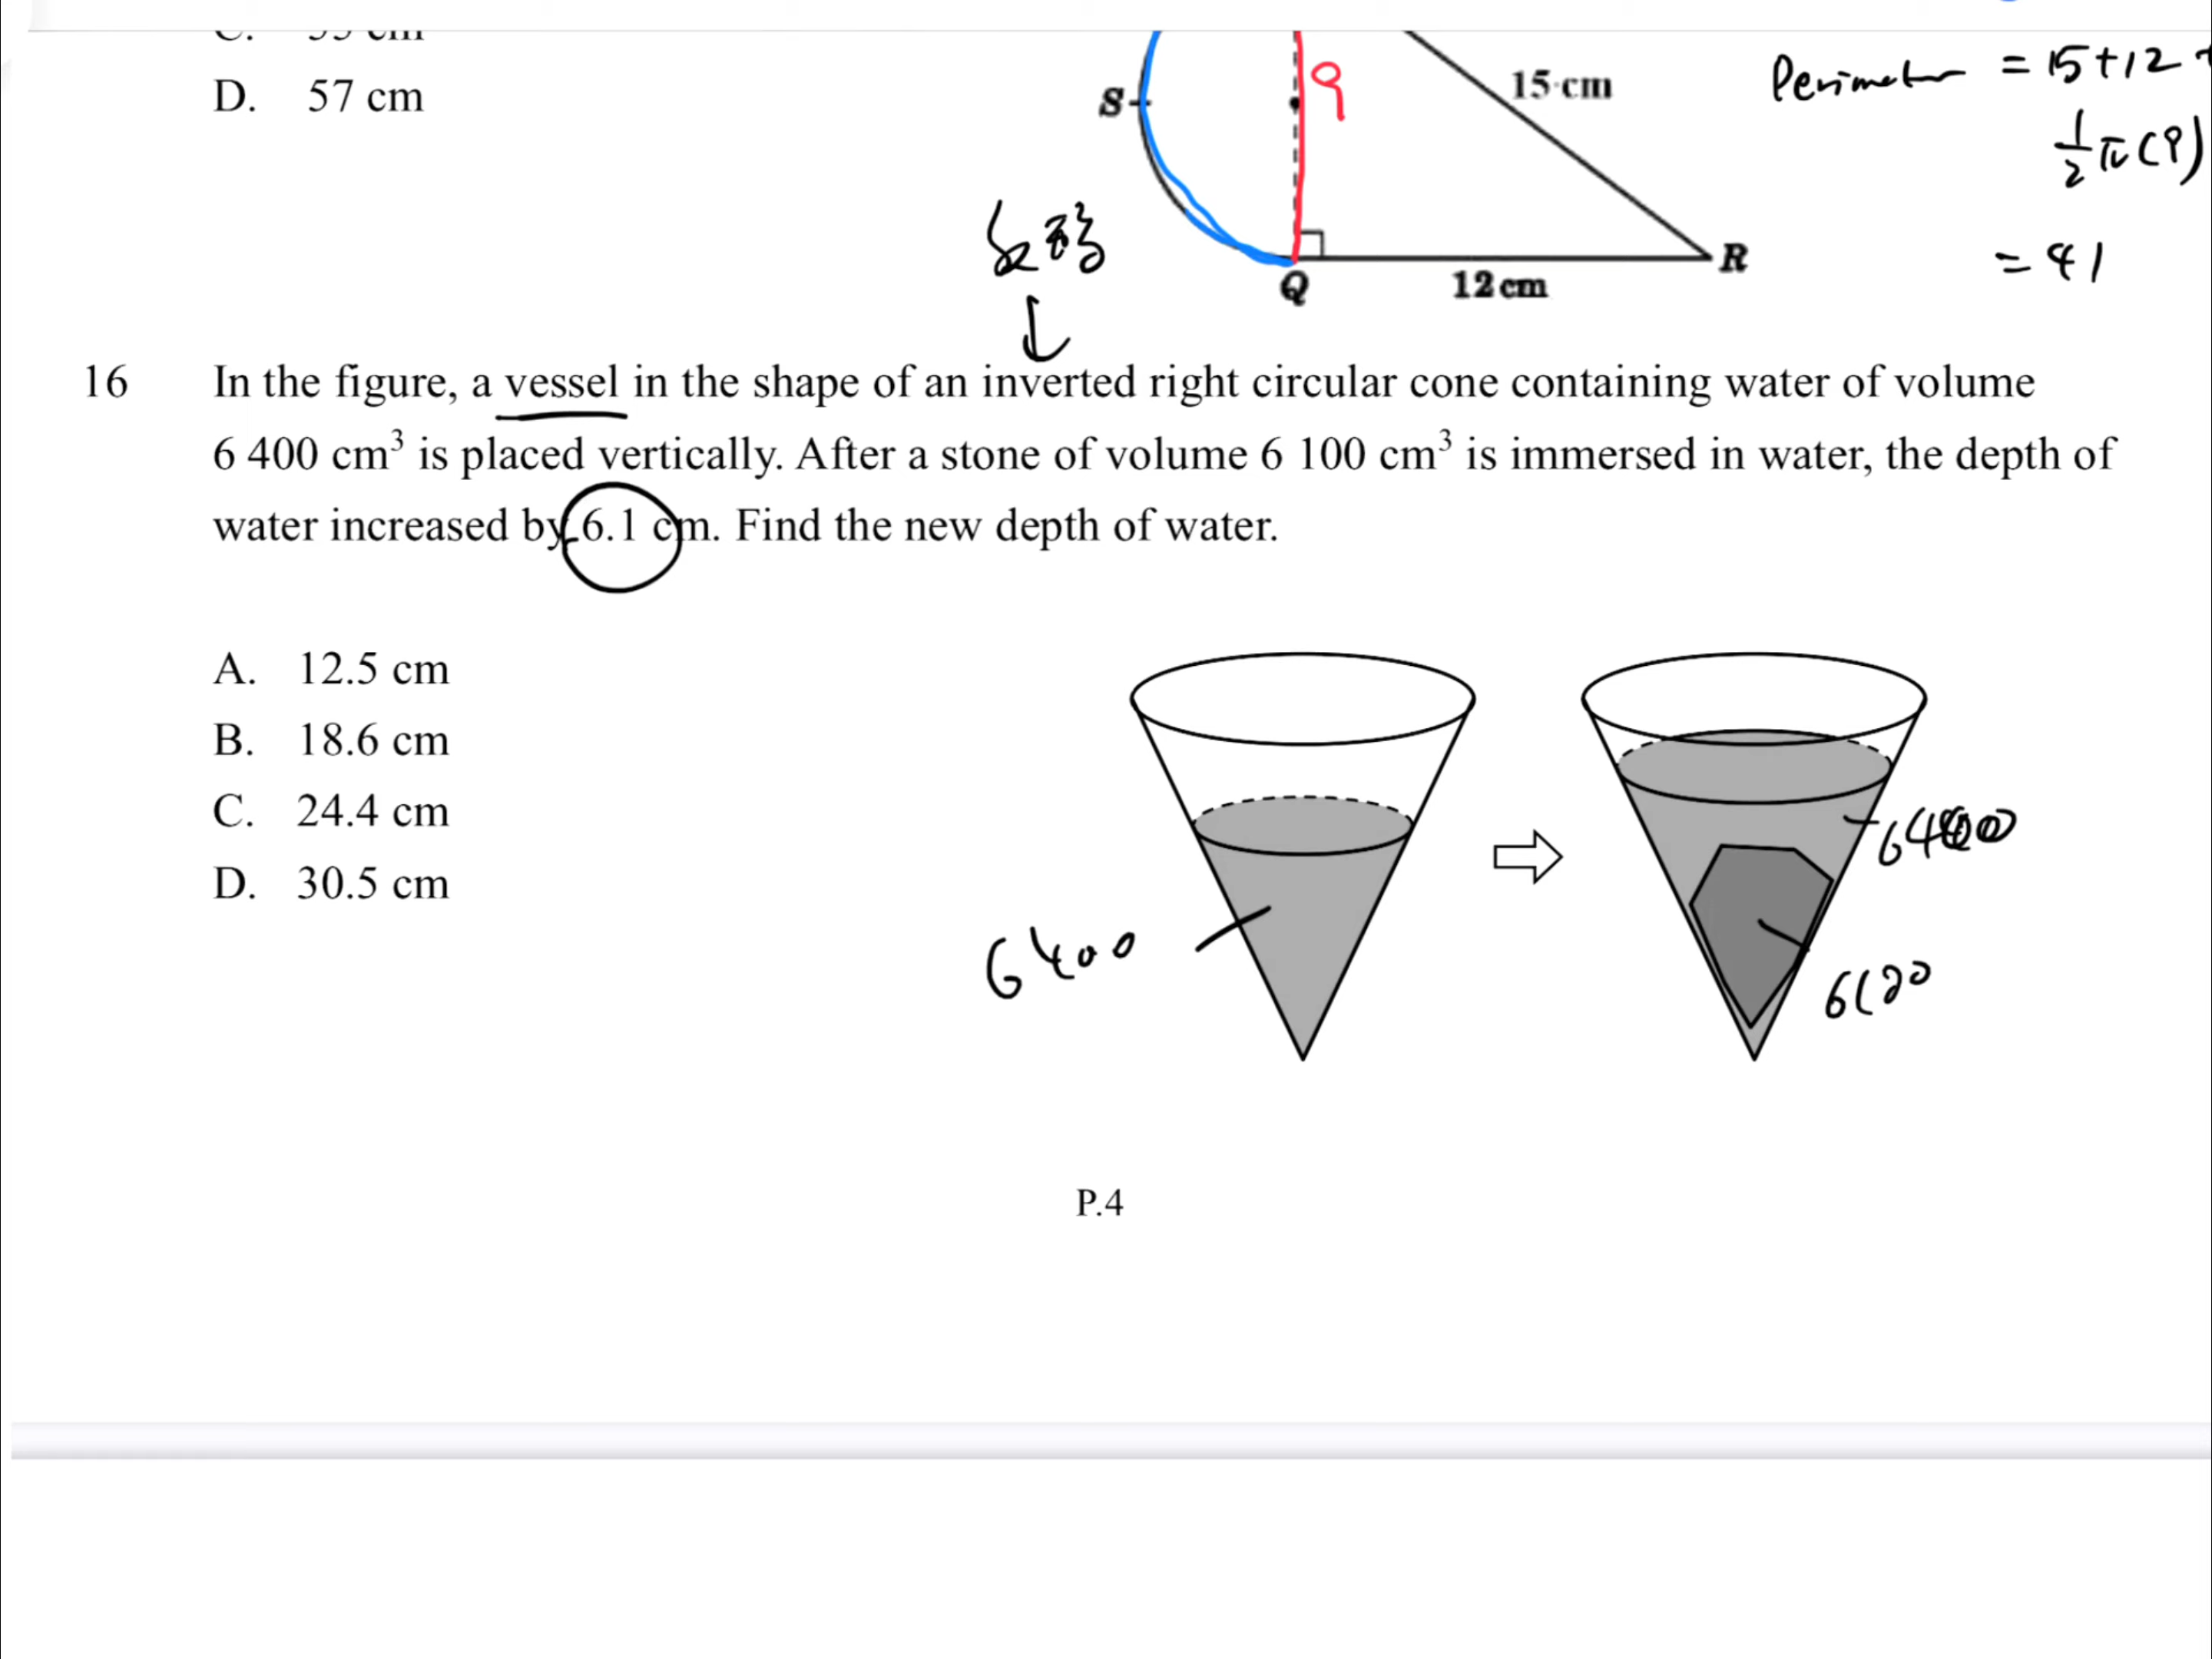 D. 57 cm
S
9
15 cm
Perimeter = 15+12+
½π(9)
= 41
Q
12 cm
R
16 In the figure, a vessel in the shape of an inverted right circular cone containing water of volume
6 400 cm³ is placed vertically. After a stone of volume 6 100 cm³ is immersed in water, the depth of
water increased by 6.1 cm. Find the new depth of water.
A. 12.5 cm
B. 18.6 cm
C. 24.4 cm
D. 30.5 cm
6400
6400
6100
P.4